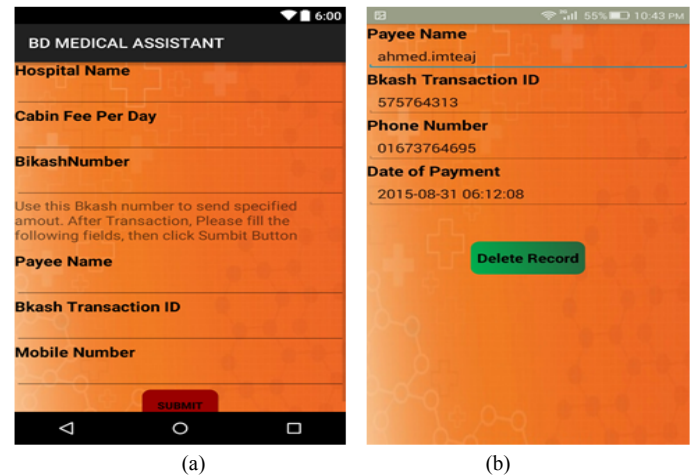 6:00
BD MEDICAL ASSISTANT
Hospital Name
Cabin Fee Per Day
BikashNumber
Use this Bkash number to send specified
amout. After Transaction, Please fill the
following fields, then click Sumbit Button
Payee Name
Bkash Transaction ID
Mobile Number
SUBMIT
(a)
55% 10:43 PM
Payee Name
ahmed.imteaj
Bkash Transaction ID
575764313
Phone Number
01673764695
Date of Payment
2015-08-31 06:12:08
Delete Record
(b)